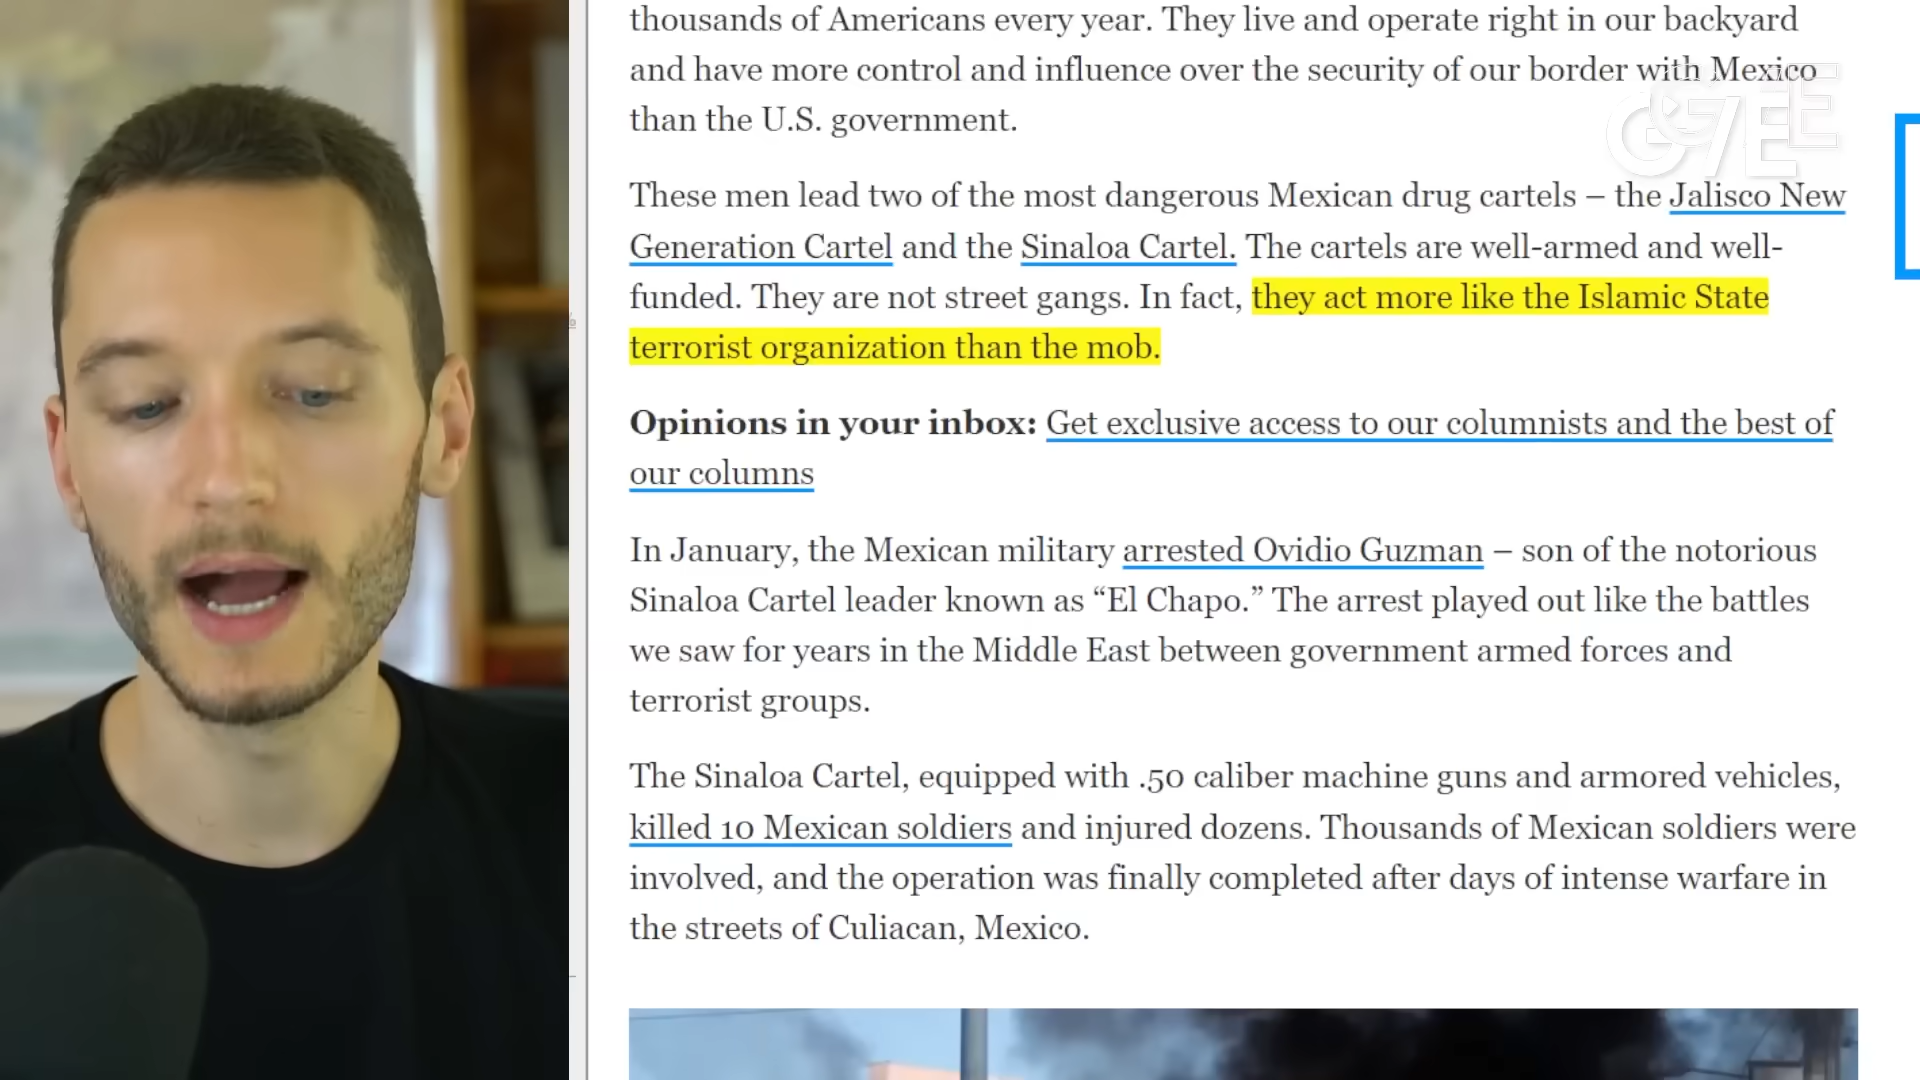 thousands of Americans every year. They live and operate right in our backyard
and have more control and influence over the security of our border with Mexico
than the U.S. government.
These men lead two of the most dangerous Mexican drug cartels – the Jalisco New
Generation Cartel and the Sinaloa Cartel. The cartels are well-armed and well-
funded. They are not street gangs. In fact, they act more like the Islamic State
terrorist organization than the mob.
Opinions in your inbox: Get exclusive access to our columnists and the best of
our columns
In January, the Mexican military arrested Ovidio Guzman – son of the notorious
Sinaloa Cartel leader known as “El Chapo.” The arrest played out like the battles
we saw for years in the Middle East between government armed forces and
terrorist groups.
The Sinaloa Cartel, equipped with .50 caliber machine guns and armored vehicles,
killed 10 Mexican soldiers and injured dozens. Thousands of Mexican soldiers were
involved, and the operation was finally completed after days of intense warfare in
the streets of Culiacan, Mexico.